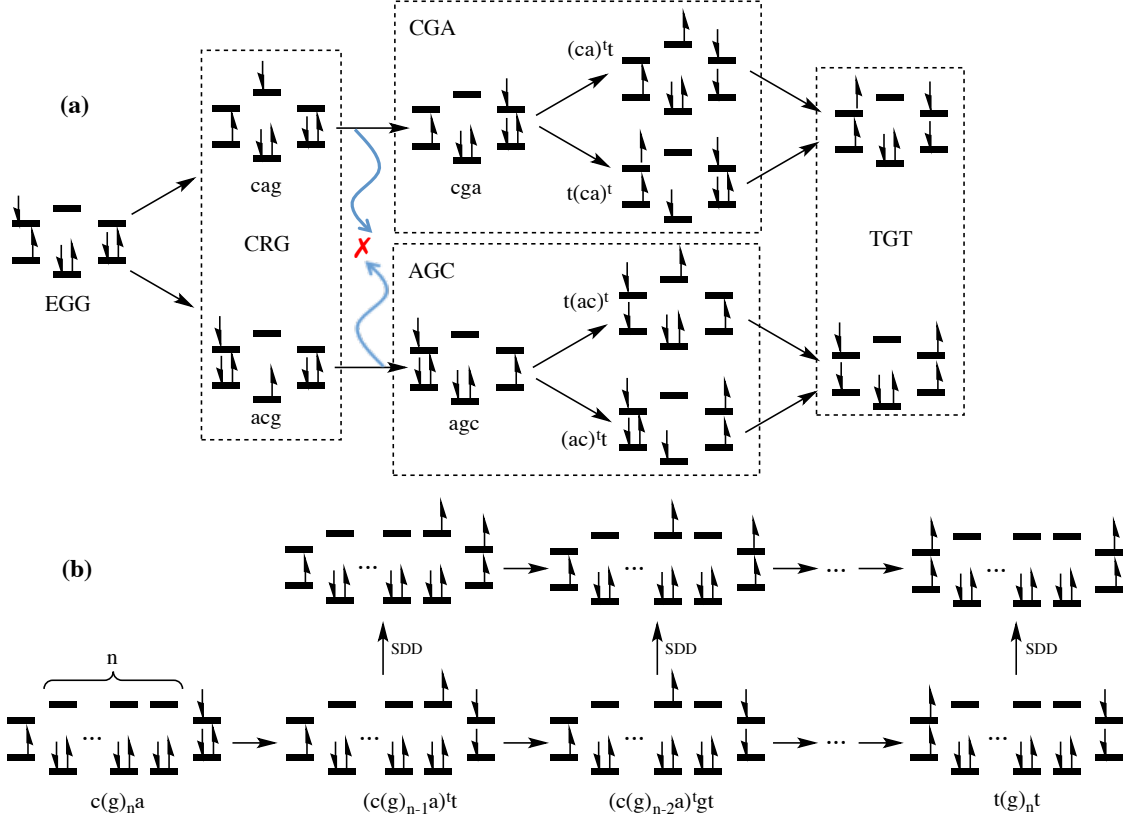 CGA
(ca)ᵗt
(a)
cag
cga
t(ca)ᵗ
CRG
✗
TGT
EGG
AGC
t(ac)ᵗ
acg
agc
(ac)ᵗt
(b)
... ... ... ...
SDD SDD SDD
n
... ... ... ... ...
c(g)ₙa (c(g)ₙ₋₁a)ᵗt (c(g)ₙ₋₂a)ᵗgt t(g)ₙt